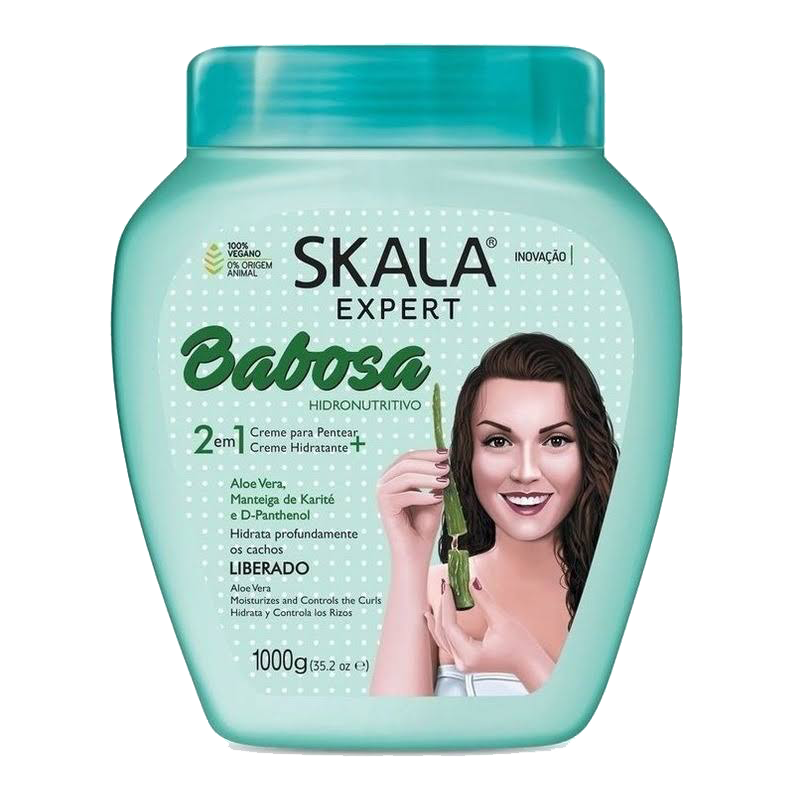 100%
VEGANO
0% ORIGEM
ANIMAL
SKALA®
EXPERT
INOVAÇÃO
Babosa
HIDRONUTRITIVO
2em1 Creme para Pentear
Creme Hidratante +
Aloe Vera,
Manteiga de Karité
e D-Panthenol
Hidrata profundamente
os cachos
LIBERADO
Aloe Vera
Moisturizes and Controls the Curls
Hidrata y Controla los Rizos
1000g (35.2 oz ℮)